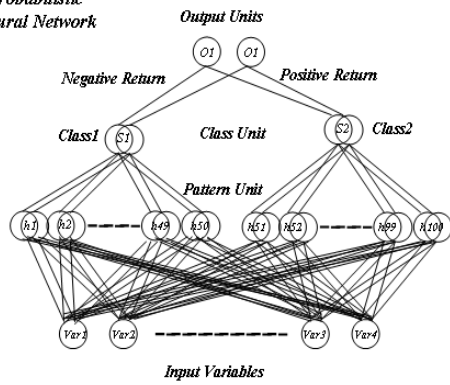 Output Units
ural Network
O1 O1
Negative Return
Positive Return
Class1
S1
Class Unit
S2
Class2
Pattern Unit
h1 h2 h49 h50 h51 h52 h99 h100
Var1 Var2 Var3 Var4
Input Variables